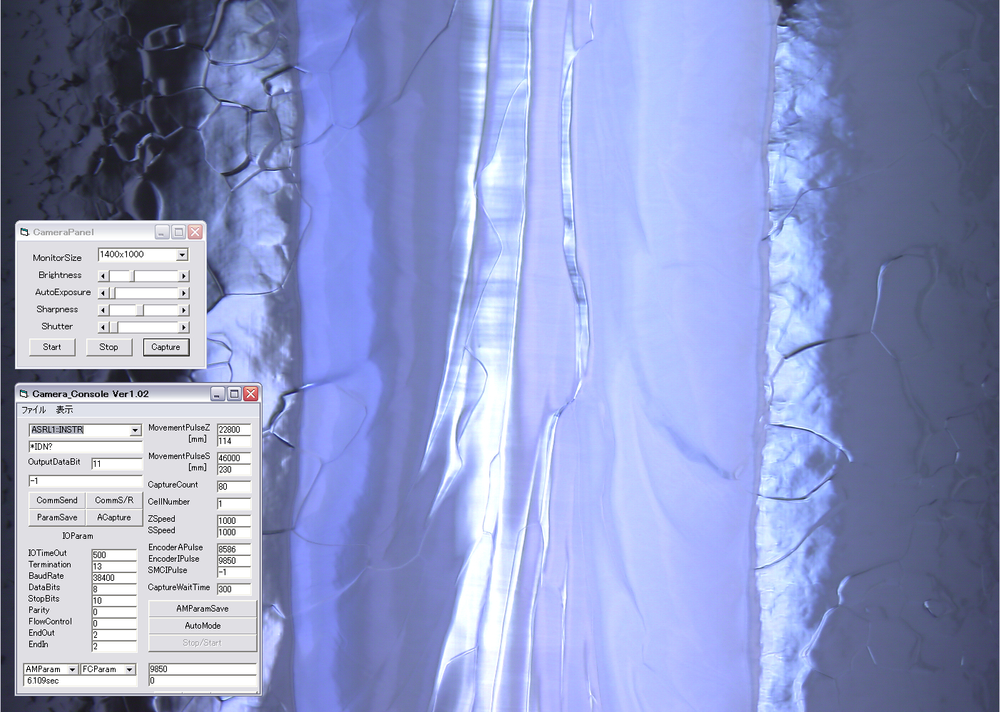 CameraPanel
MonitorSize 1400x1000
Brightness
AutoExposure
Sharpness
Shutter
Start Stop Capture
Camera_Console Ver1.02
ファイル 表示
ASRL1::INSTR
*IDN?
OutputDataBit 11
-1
CommSend CommS/R
ParamSave ACapture
IOParam
IOTimeOut 500
Termination 13
BaudRate 38400
DataBits 8
StopBits 10
Parity 0
FlowControl 0
EndOut 2
EndIn 2
AMParam FCParam
6.109sec
MovementPulseZ 22800
[mm] 114
MovementPulseS 46000
[mm] 230
CaptureCount 80
CellNumber 1
ZSpeed 1000
SSpeed 1000
EncoderAPulse 8586
EncoderIPulse 9850
SMCIPulse -1
CaptureWaitTime 300
AMParamSave
AutoMode
Stop/Start
9850
0